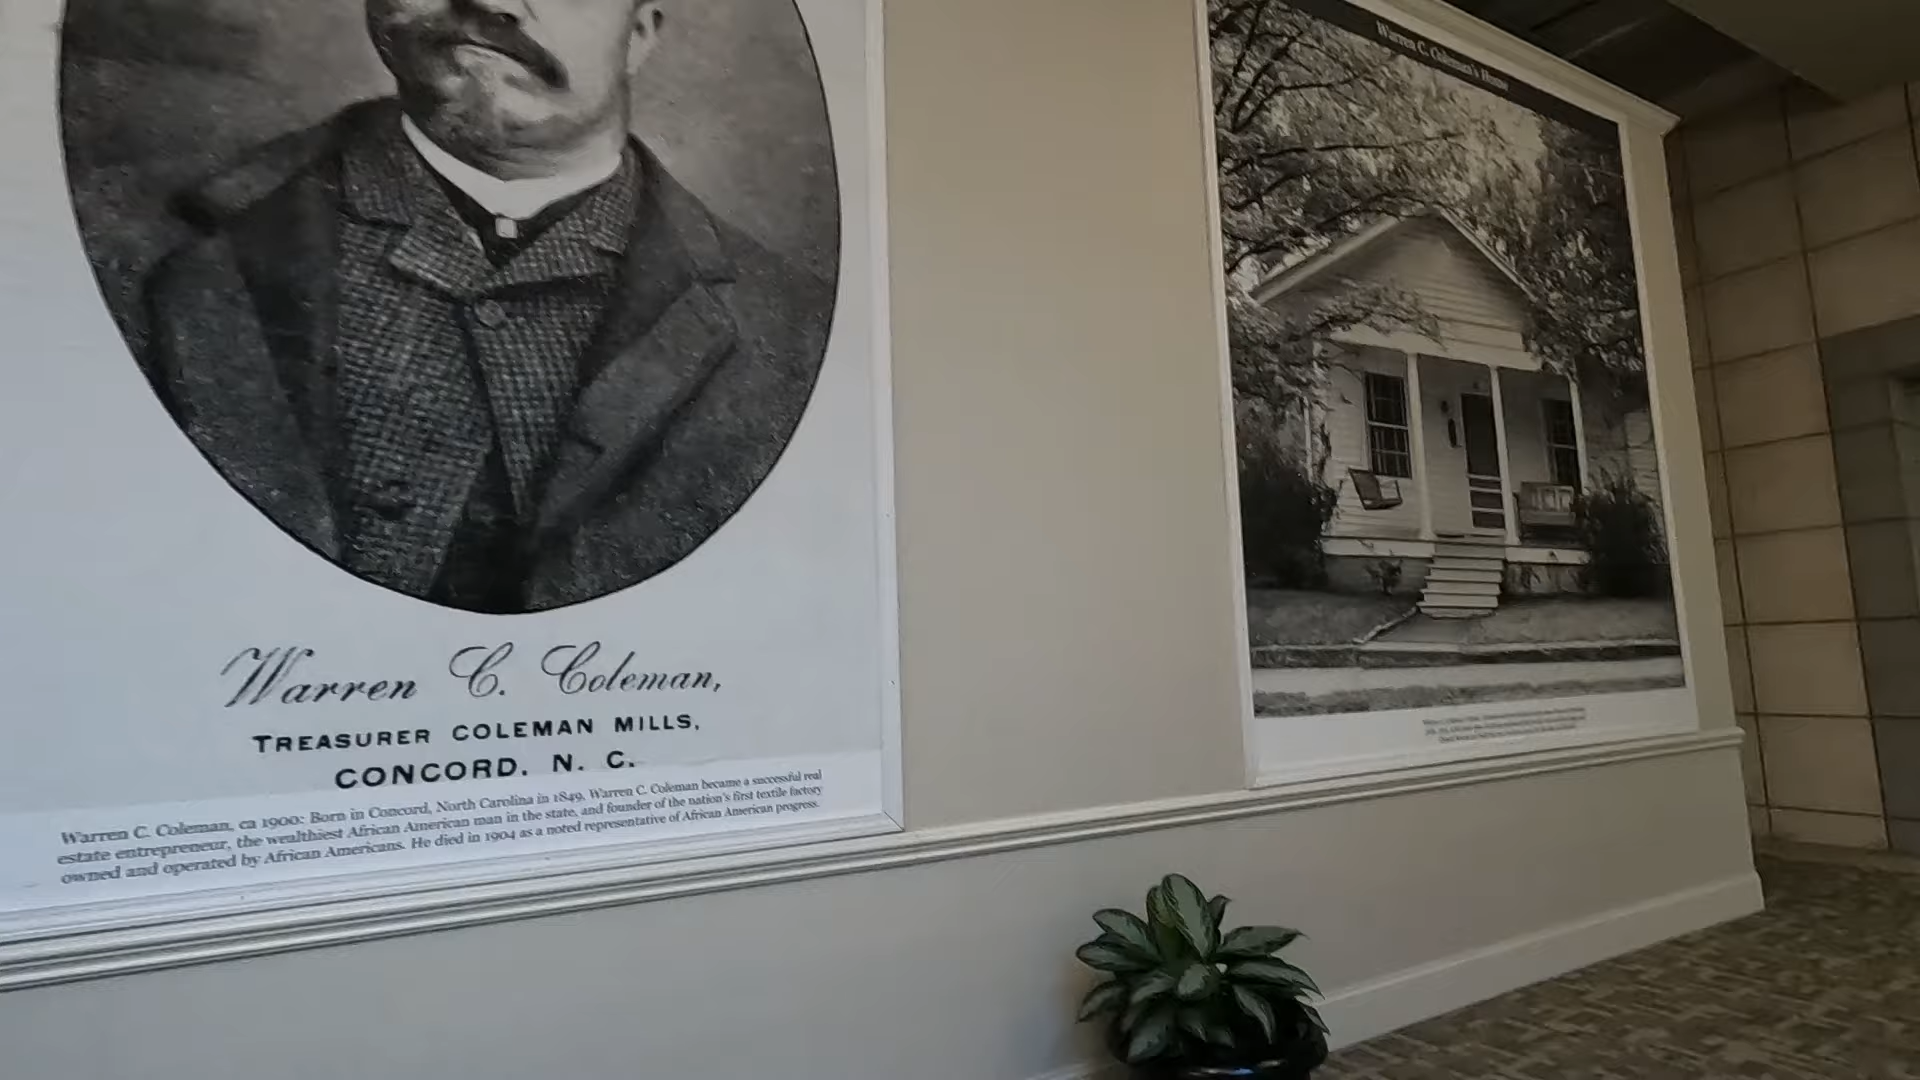 Warren C. Coleman,
TREASURER COLEMAN MILLS,
CONCORD, N. C.
Warren C. Coleman, ca 1900: Born in Concord, North Carolina in 1849, Warren C. Coleman became a successful real
estate entrepreneur, the wealthiest African American man in the state, and founder of the nation's first textile factory
owned and operated by African Americans. He died in 1904 as a noted representative of African American progress.
Warren C. Coleman's Home